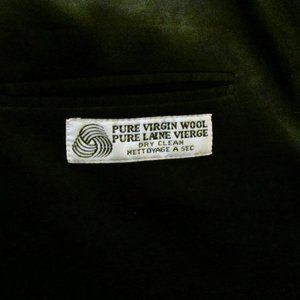 PURE VIRGIN WOOL
PURE LAINE VIERGE
DRY CLEAN
NETTOYAGE A SEC